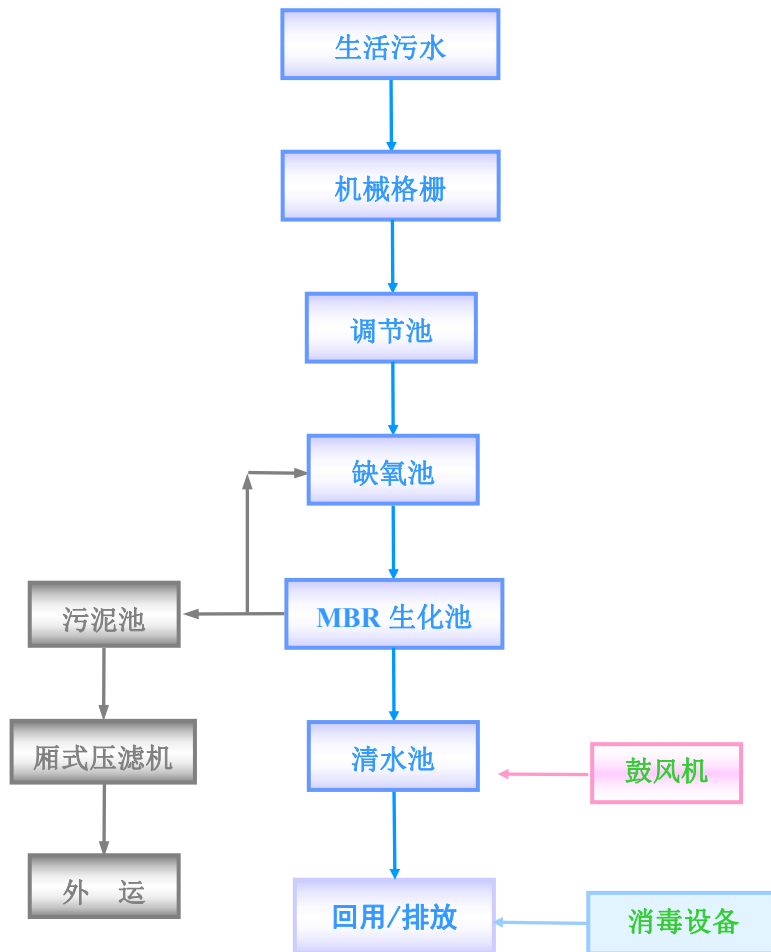 生活污水
机械格栅
调节池
缺氧池
污泥池
MBR 生化池
厢式压滤机
清水池
鼓风机
外 运
回用/排放
消毒设备